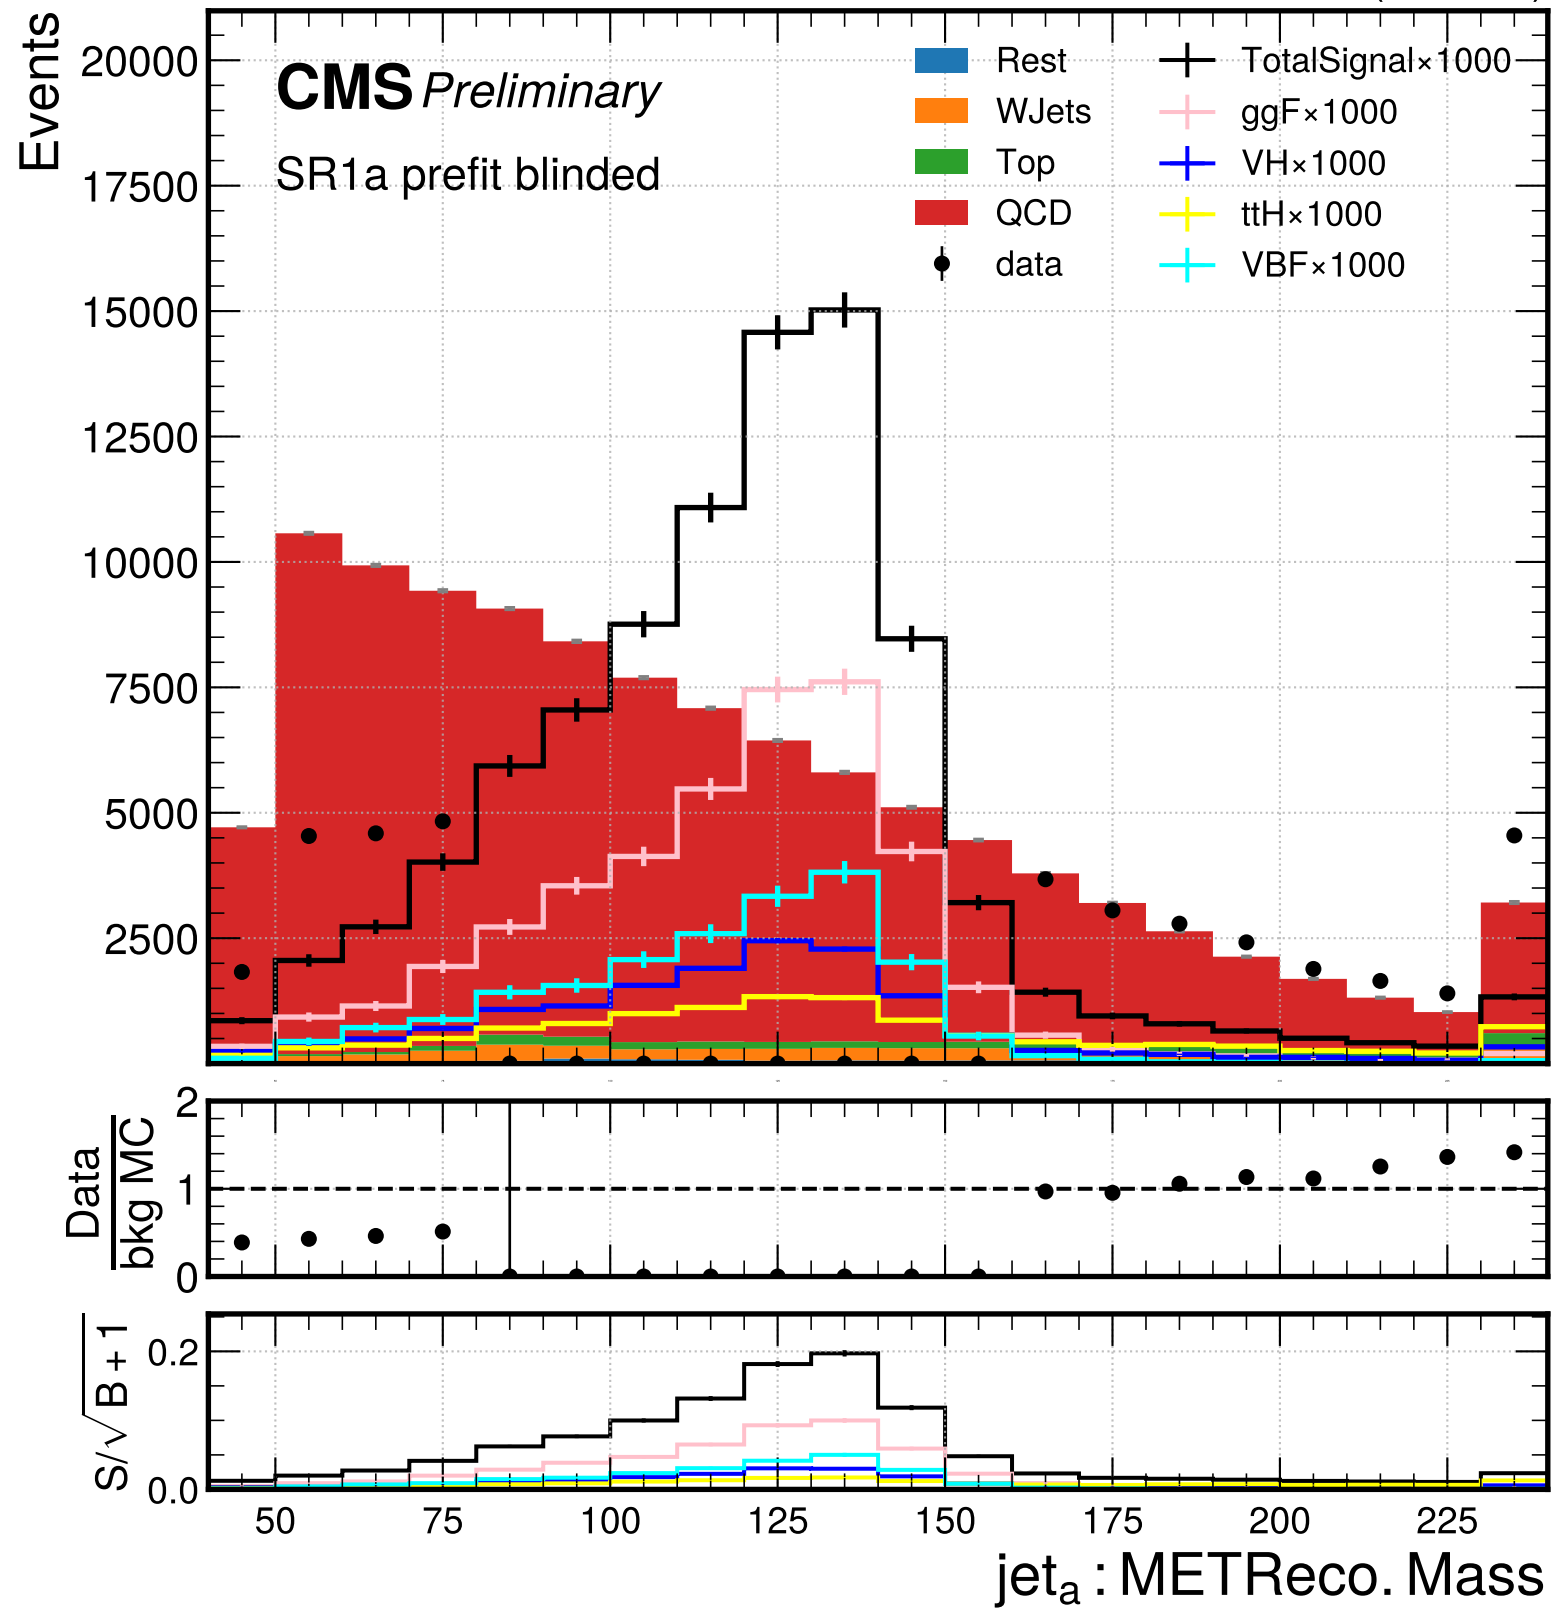 Events
20000
17500
15000
12500
10000
7500
5000
2500
CMS Preliminary
SR1a prefit blinded
Rest
WJets
Top
QCD
data
TotalSignal×1000
ggF×1000
VH×1000
ttH×1000
VBF×1000
Data
bkg MC
2
1
0
S/√B + 1
0.2
0.0
50 75 100 125 150 175 200 225
jetₐ : METReco. Mass